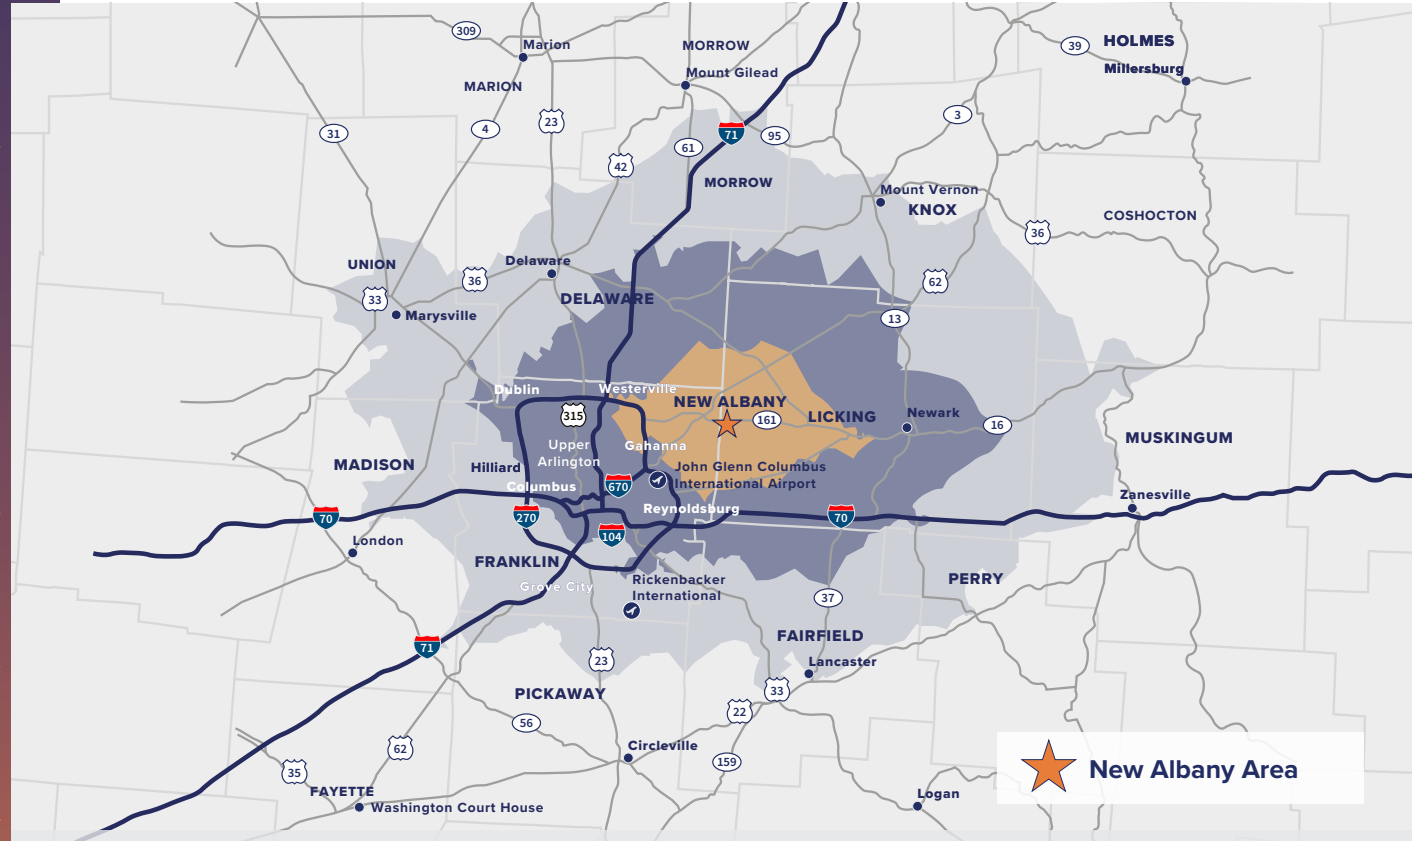 309
Marion
MORROW
39
HOLMES
Millersburg
Mount Gilead
MARION
31
4
23
3
71
95
61
42
MORROW
Mount Vernon
KNOX
COSHOCTON
36
UNION
Delaware
36
62
33
DELAWARE
Marysville
13
Dublin
Westerville
NEW ALBANY
315
161
LICKING
Newark
16
Upper
Arlington
Gahanna
MUSKINGUM
MADISON
Hilliard
John Glenn Columbus
International Airport
Columbus
670
Zanesville
Reynoldsburg
70
270
70
104
London
FRANKLIN
Grove City
Rickenbacker
International
PERRY
37
FAIRFIELD
71
23
Lancaster
33
PICKAWAY
22
56
Circleville
62
159
35
New Albany Area
FAYETTE
Washington Court House
Logan